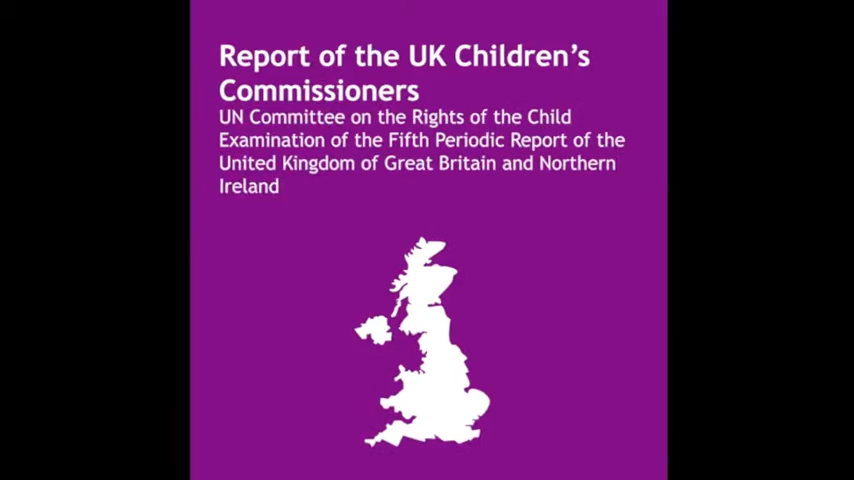 Report of the UK Children's
Commissioners
UN Committee on the Rights of the Child
Examination of the Fifth Periodic Report of the
United Kingdom of Great Britain and Northern
Ireland